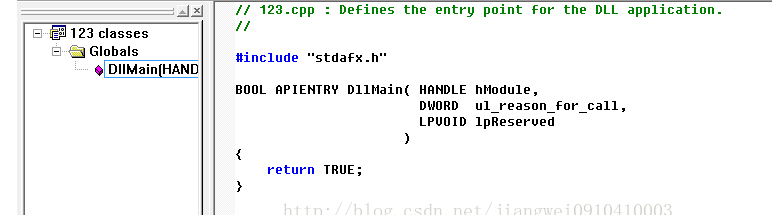 123 classes
Globals
DllMain(HAND
// 123.cpp : Defines the entry point for the DLL application.
//
#include "stdafx.h"
BOOL APIENTRY DllMain( HANDLE hModule,
DWORD ul_reason_for_call,
LPVOID lpReserved
)
{
return TRUE;
}
http://blog.csdn.net/jiangwei0910410003